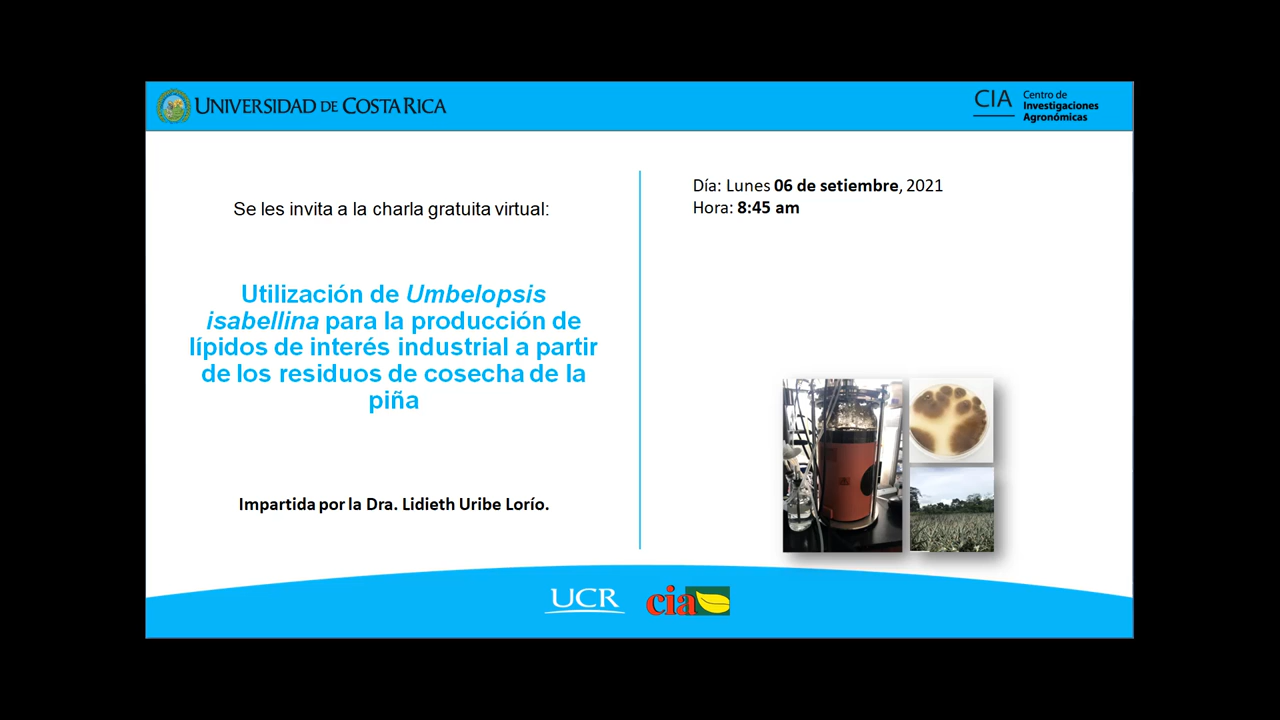 UNIVERSIDAD DE COSTA RICA
CIA
Centro de
Investigaciones
Agronómicas
Se les invita a la charla gratuita virtual:
Utilización de Umbelopsis
isabellina para la producción de
lípidos de interés industrial a partir
de los residuos de cosecha de la
piña
Impartida por la Dra. Lidieth Uribe Lorío.
Día: Lunes 06 de setiembre, 2021
Hora: 8:45 am
UCR
cia